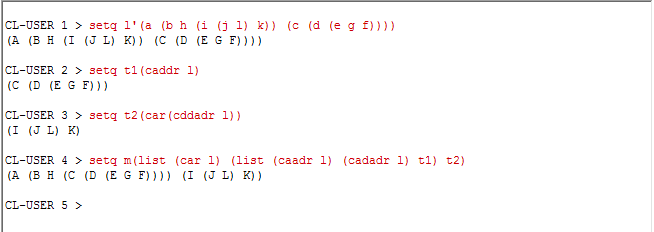 CL-USER 1 > setq l'(a (b h (i (j l) k)) (c (d (e g f))))
(A (B H (I (J L) K)) (C (D (E G F))))
CL-USER 2 > setq t1(caddr l)
(C (D (E G F)))
CL-USER 3 > setq t2(car(cddadr l))
(I (J L) K)
CL-USER 4 > setq m(list (car l) (list (caadr l) (cadadr l) t1) t2)
(A (B H (C (D (E G F)))) (I (J L) K))
CL-USER 5 >